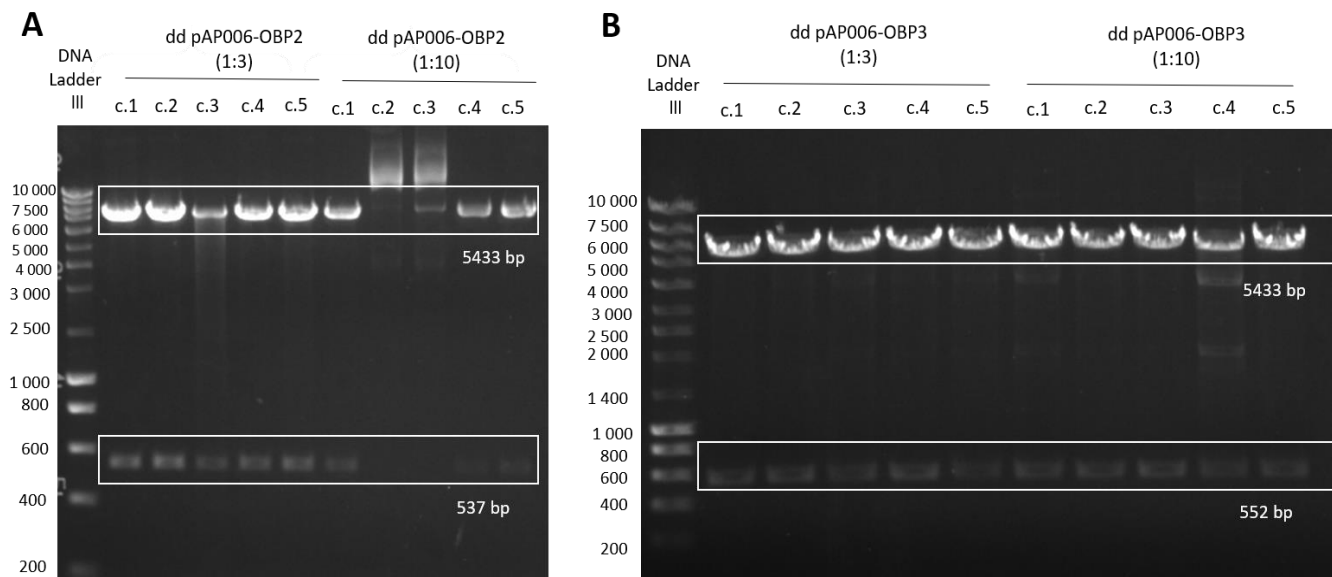 A
dd pAP006-OBP2
(1:3)
dd pAP006-OBP2
(1:10)
DNA
Ladder
III
c.1 c.2 c.3 c.4 c.5 c.1 c.2 c.3 c.4 c.5
10 000
7 500
6 000
5 000
4 000
3 000
2 500
1 000
800
600
400
200
5433 bp
537 bp
B
dd pAP006-OBP3
(1:3)
dd pAP006-OBP3
(1:10)
DNA
Ladder
III
c.1 c.2 c.3 c.4 c.5 c.1 c.2 c.3 c.4 c.5
10 000
7 500
6 000
5 000
4 000
3 000
2 500
2 000
1 400
1 000
800
600
400
200
5433 bp
552 bp